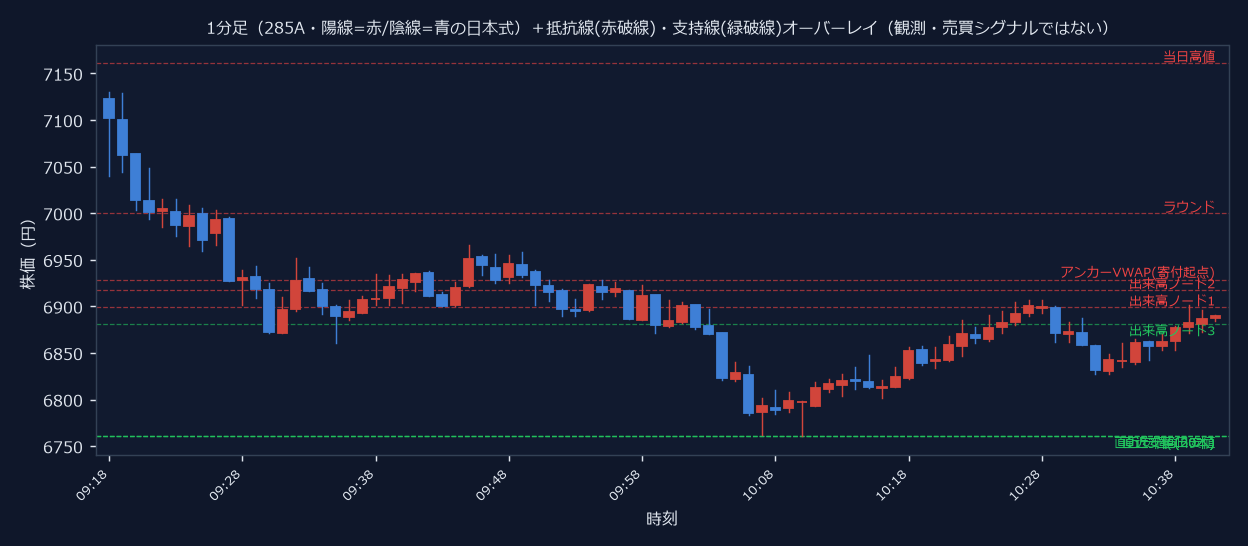 1分足（285A・陽線=赤/陰線=青の日本式）＋抵抗線(赤破線)・支持線(緑破線)オーバーレイ（観測・売買シグナルではない）
株価（円）
7150
7100
7050
7000
6950
6900
6850
6800
6750
当日高値
ラウンド
アンカーVWAP(寄付起点)
出来高ノード2
出来高ノード1
出来高ノード3
09:18
09:28
09:38
09:48
09:58
10:08
10:18
10:28
10:38
時刻